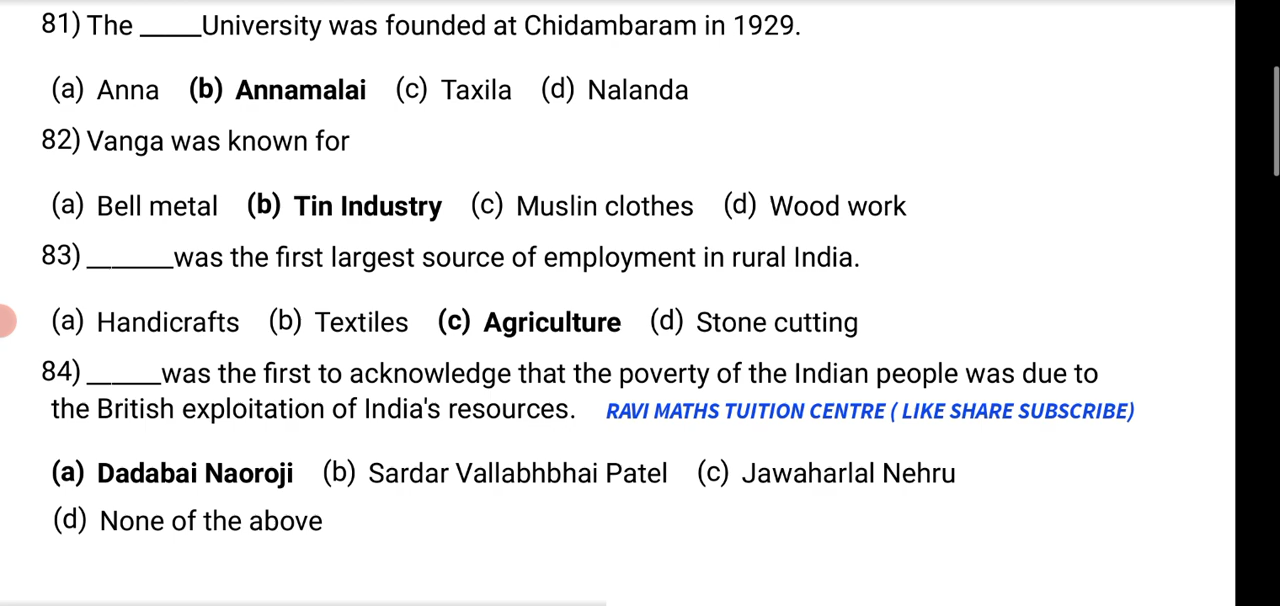 81) The _____University was founded at Chidambaram in 1929.
(a) Anna (b) Annamalai (c) Taxila (d) Nalanda
82) Vanga was known for
(a) Bell metal (b) Tin Industry (c) Muslin clothes (d) Wood work
83) _______was the first largest source of employment in rural India.
(a) Handicrafts (b) Textiles (c) Agriculture (d) Stone cutting
84) ______was the first to acknowledge that the poverty of the Indian people was due to
the British exploitation of India's resources. RAVI MATHS TUITION CENTRE ( LIKE SHARE SUBSCRIBE)
(a) Dadabai Naoroji (b) Sardar Vallabhbhai Patel (c) Jawaharlal Nehru
(d) None of the above